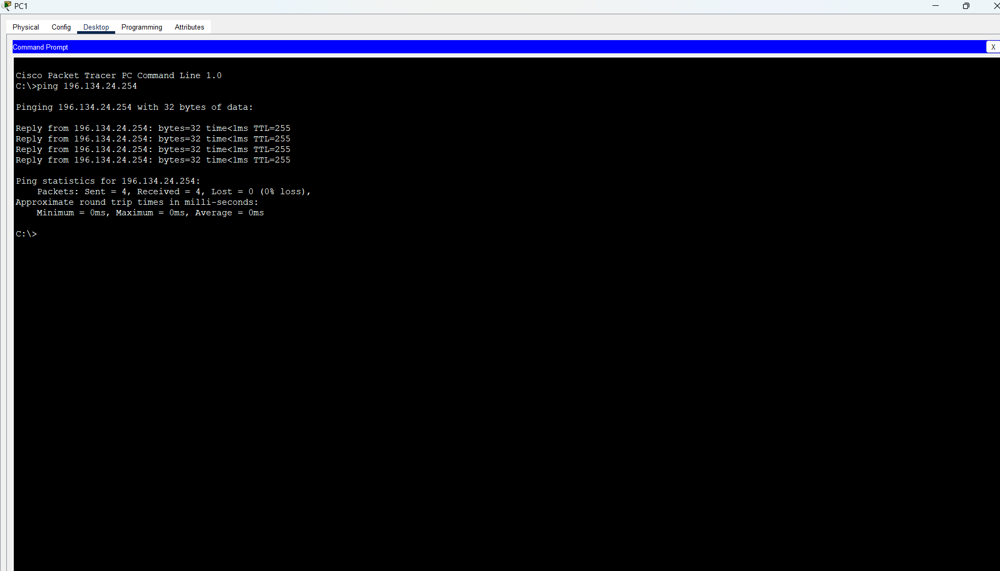 PC1
Physical Config Desktop Programming Attributes
Command Prompt
X
Cisco Packet Tracer PC Command Line 1.0
C:\>ping 196.134.24.254
Pinging 196.134.24.254 with 32 bytes of data:
Reply from 196.134.24.254: bytes=32 time<1ms TTL=255
Reply from 196.134.24.254: bytes=32 time<1ms TTL=255
Reply from 196.134.24.254: bytes=32 time<1ms TTL=255
Reply from 196.134.24.254: bytes=32 time<1ms TTL=255
Ping statistics for 196.134.24.254:
    Packets: Sent = 4, Received = 4, Lost = 0 (0% loss),
Approximate round trip times in milli-seconds:
    Minimum = 0ms, Maximum = 0ms, Average = 0ms
C:\>